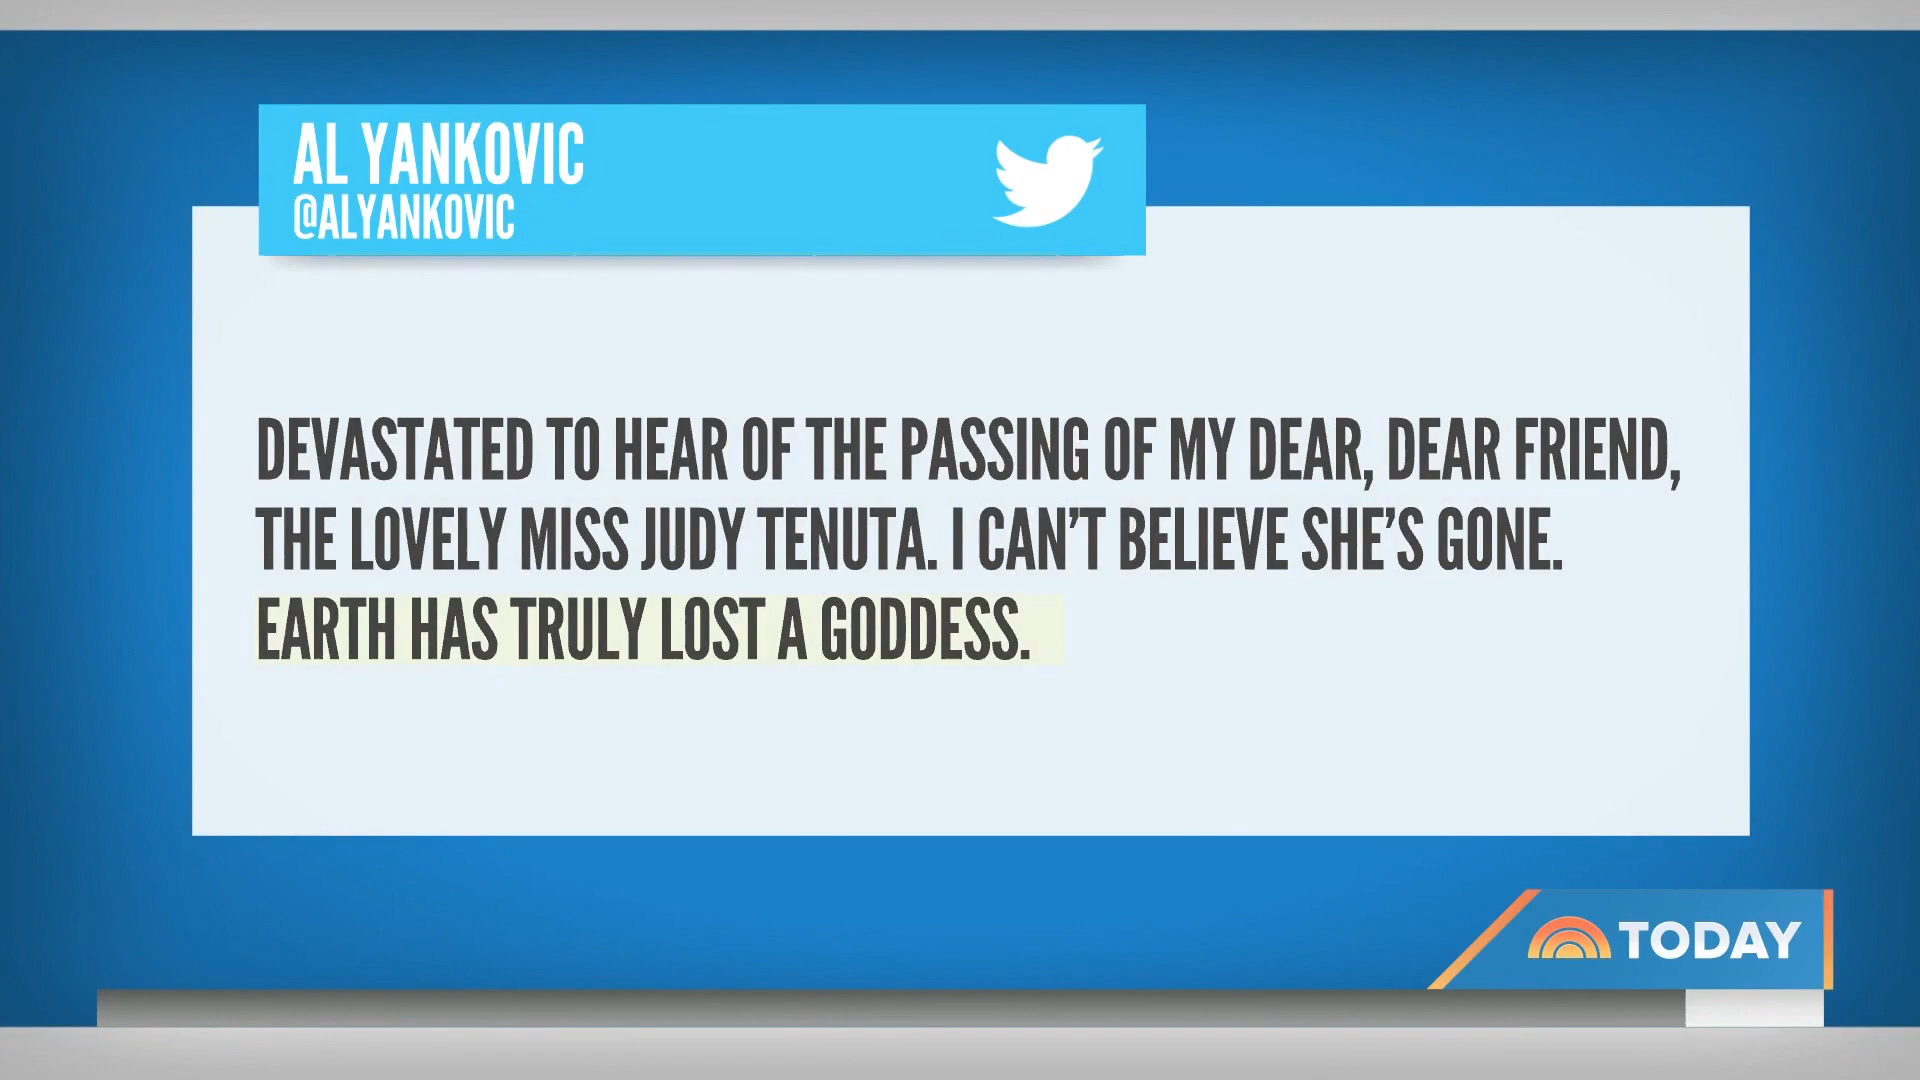 AL YANKOVIC
@ALYANKOVIC
DEVASTATED TO HEAR OF THE PASSING OF MY DEAR, DEAR FRIEND,
THE LOVELY MISS JUDY TENUTA. I CAN’T BELIEVE SHE’S GONE.
EARTH HAS TRULY LOST A GODDESS.
TODAY